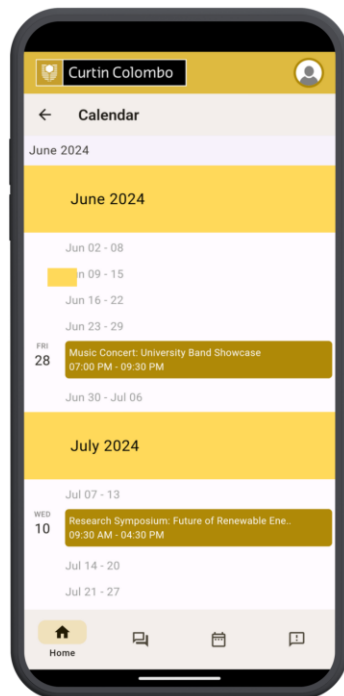 Curtin Colombo
Calendar
June 2024
June 2024
Jun 02 - 08
n 09 - 15
Jun 16 - 22
Jun 23 - 29
FRI
28
Music Concert: University Band Showcase
07:00 PM - 09:30 PM
Jun 30 - Jul 06
July 2024
Jul 07 - 13
WED
10
Research Symposium: Future of Renewable Ene..
09:30 AM - 04:30 PM
Jul 14 - 20
Jul 21 - 27
Home